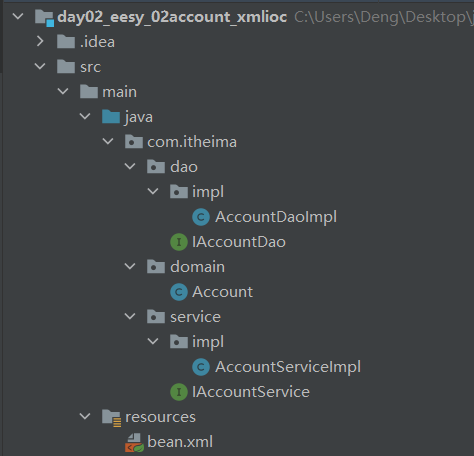 day02_eesy_02account_xmlioc C:\Users\Deng\Desktop\j
.idea
src
main
java
com.itheima
dao
impl
C AccountDaoImpl
I IAccountDao
domain
C Account
service
impl
C AccountServiceImpl
I IAccountService
resources
bean.xml